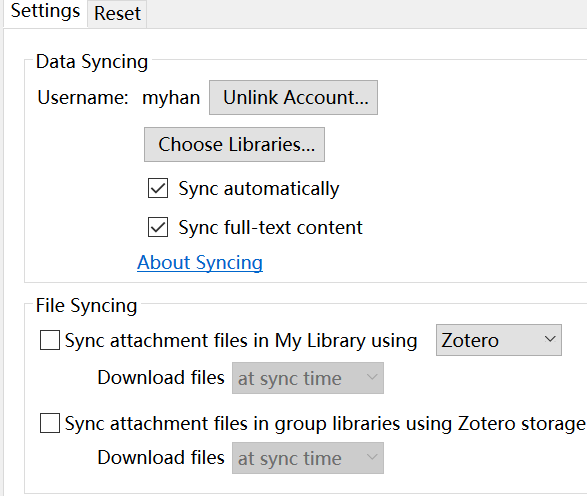 Settings Reset
Data Syncing
Username: myhan Unlink Account...
Choose Libraries...
Sync automatically
Sync full-text content
About Syncing
File Syncing
Sync attachment files in My Library using Zotero
Download files at sync time
Sync attachment files in group libraries using Zotero storage
Download files at sync time